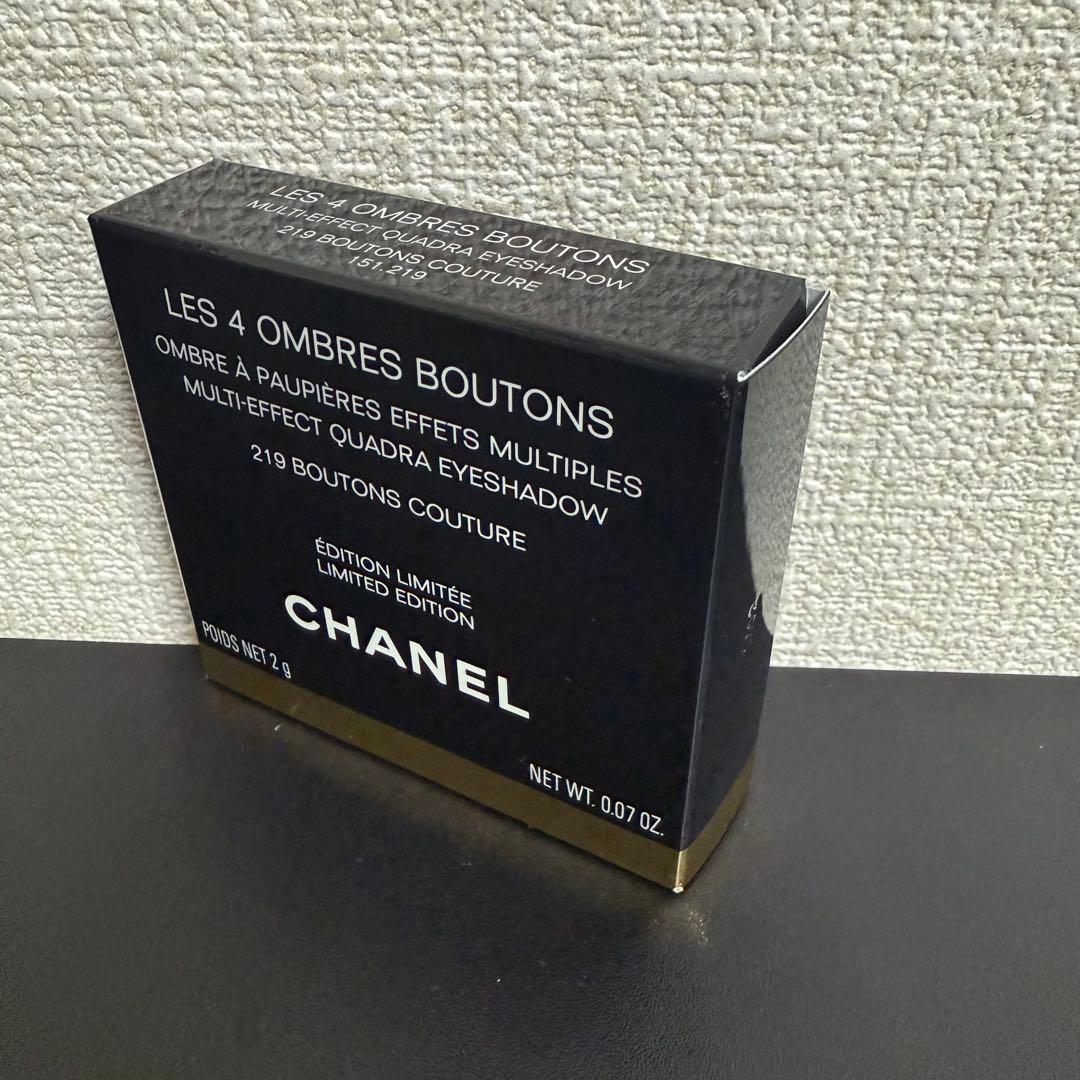 LES 4 OMBRES BOUTONS
MULTI-EFFECT QUADRA EYESHADOW
219 BOUTONS COUTURE
151.219
LES 4 OMBRES BOUTONS
OMBRE À PAUPIÈRES EFFETS MULTIPLES
MULTI-EFFECT QUADRA EYESHADOW
219 BOUTONS COUTURE
ÉDITION LIMITÉE
LIMITED EDITION
CHANEL
POIDS NET 2 g
NET WT. 0.07 OZ.